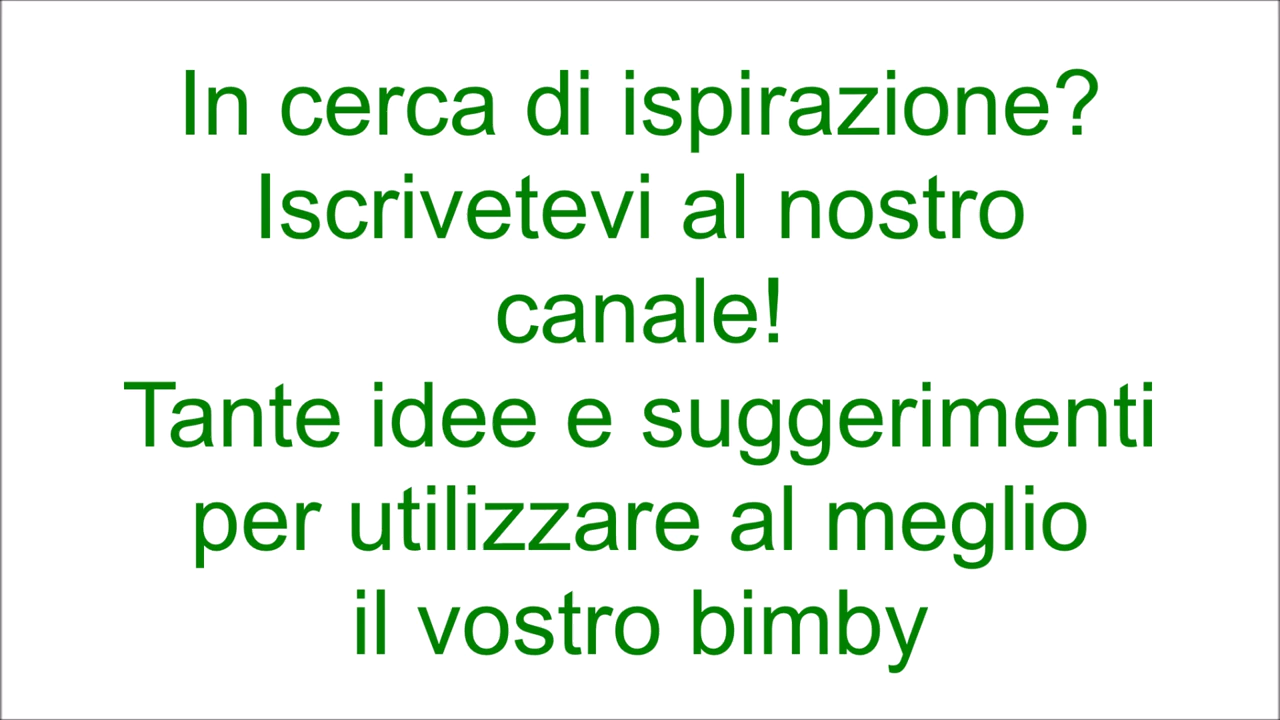 In cerca di ispirazione?
Iscrivetevi al nostro
canale!
Tante idee e suggerimenti
per utilizzare al meglio
il vostro bimby